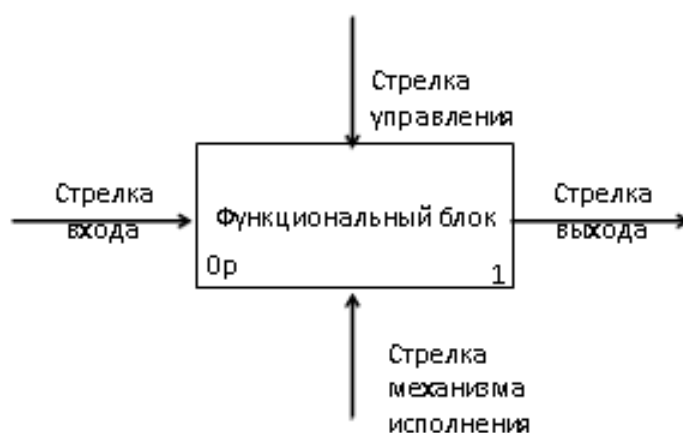 Стрелка
управления
Стрелка
входа
Функциональный блок
Стрелка
выхода
0р
1
Стрелка
механизма
исполнения